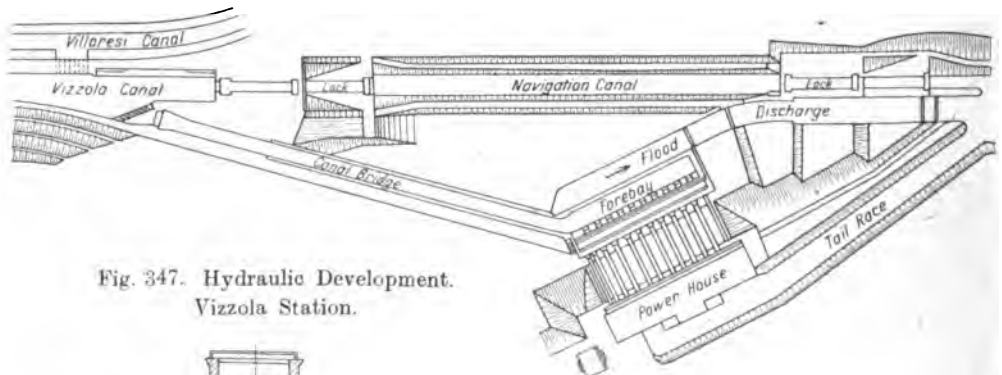 Villoresi Canal
Vizzola Canal
Lock
Lock
Navigation Canal
Lock
Discharge
Canal Bridge
Flood
Forebay
Tail Race
Power House
Fig. 347. Hydraulic Development.
Vizzola Station.